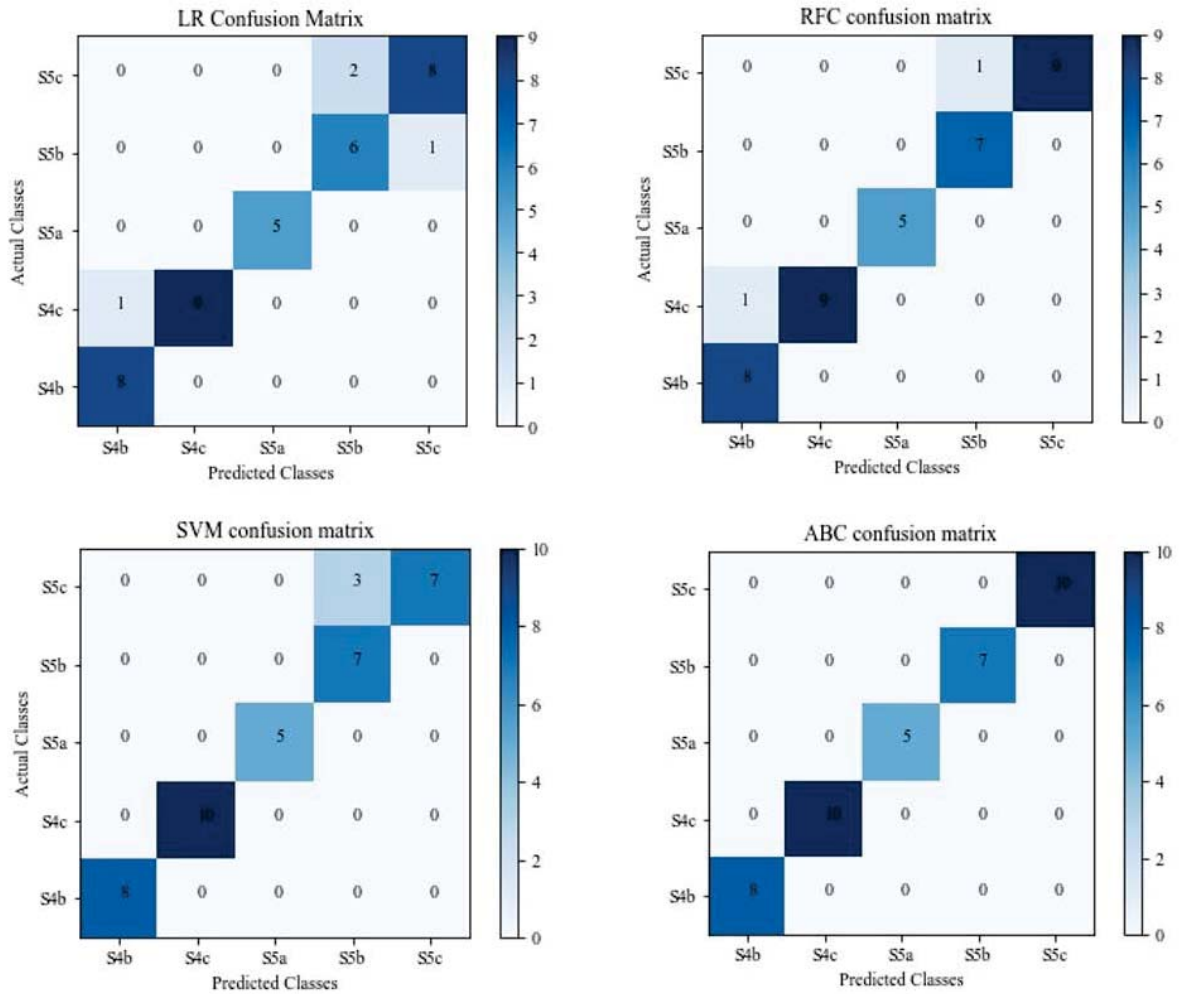 LR Confusion Matrix
S5c 0 0 0 2 8
S5b 0 0 0 6 1
S5a 0 0 5 0 0
S4c 1 9 0 0 0
S4b 8 0 0 0 0
S4b S4c S5a S5b S5c
Predicted Classes
Actual Classes
9
8
7
6
5
4
3
2
1
0
RFC confusion matrix
S5c 0 0 0 1 9
S5b 0 0 0 7 0
S5a 0 0 5 0 0
S4c 1 9 0 0 0
S4b 8 0 0 0 0
S4b S4c S5a S5b S5c
Predicted Classes
Actual Classes
9
8
7
6
5
4
3
2
1
0
SVM confusion matrix
S5c 0 0 0 3 7
S5b 0 0 0 7 0
S5a 0 0 5 0 0
S4c 0 10 0 0 0
S4b 8 0 0 0 0
S4b S4c S5a S5b S5c
Predicted Classes
Actual Classes
10
8
6
4
2
0
ABC confusion matrix
S5c 0 0 0 0 10
S5b 0 0 0 7 0
S5a 0 0 5 0 0
S4c 0 10 0 0 0
S4b 8 0 0 0 0
S4b S4c S5a S5b S5c
Predicted Classes
10
8
6
4
2
0